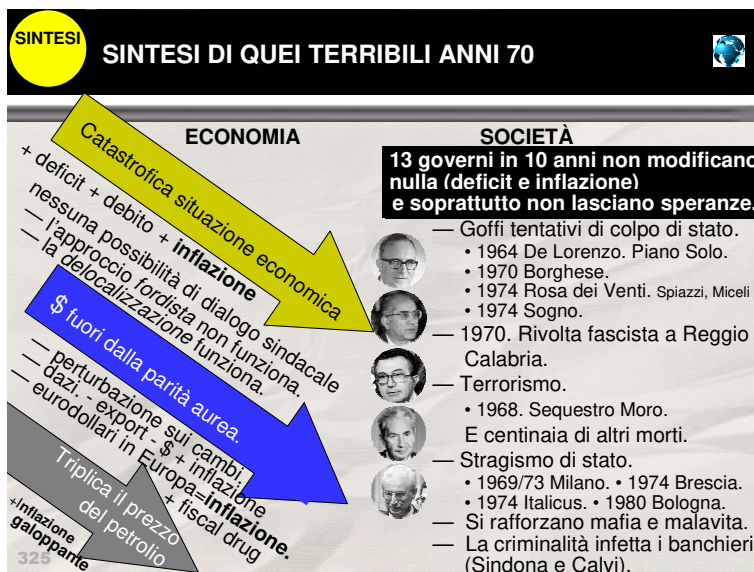 SINTESI
SINTESI DI QUEI TERRIBILI ANNI 70
ECONOMIA
Catastrofica situazione economica
+ deficit + debito + inflazione
nessuna possibilità di dialogo sindacale
— l'approccio fordista non funziona.
— la delocalizzazione funziona.
$ fuori dalla parità aurea.
— perturbazione sui cambi.
— dazi. - export - $ + inflazione
— eurodollari in Europa=inflazione.
+ fiscal drug
Triplica il prezzo
del petrolio
+Inflazione
galoppante
325
SOCIETÀ
13 governi in 10 anni non modificano
nulla (deficit e inflazione)
e soprattutto non lasciano speranze.
— Goffi tentativi di colpo di stato.
• 1964 De Lorenzo. Piano Solo.
• 1970 Borghese.
• 1974 Rosa dei Venti. Spiazzi, Miceli
• 1974 Sogno.
— 1970. Rivolta fascista a Reggio
Calabria.
— Terrorismo.
• 1968. Sequestro Moro.
E centinaia di altri morti.
— Stragismo di stato.
• 1969/73 Milano. • 1974 Brescia.
• 1974 Italicus. • 1980 Bologna.
— Si rafforzano mafia e malavita.
— La criminalità infetta i banchieri
(Sindona e Calvi).